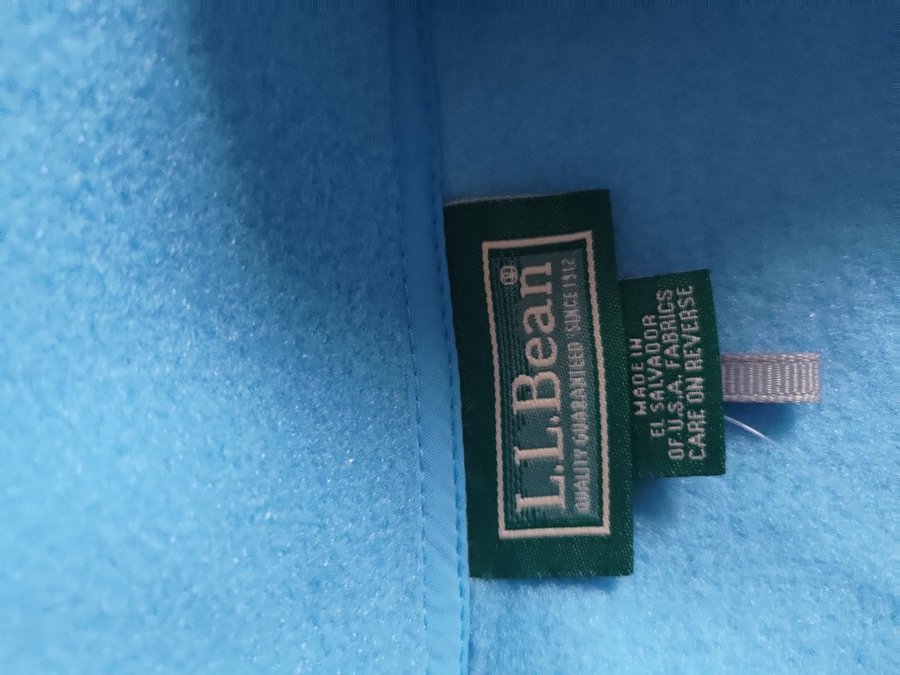 L.L.Bean®
QUALITY GUARANTEED SINCE 1912
MADE IN
EL SALVADOR
OF U.S.A. FABRICS
CARE ON REVERSE